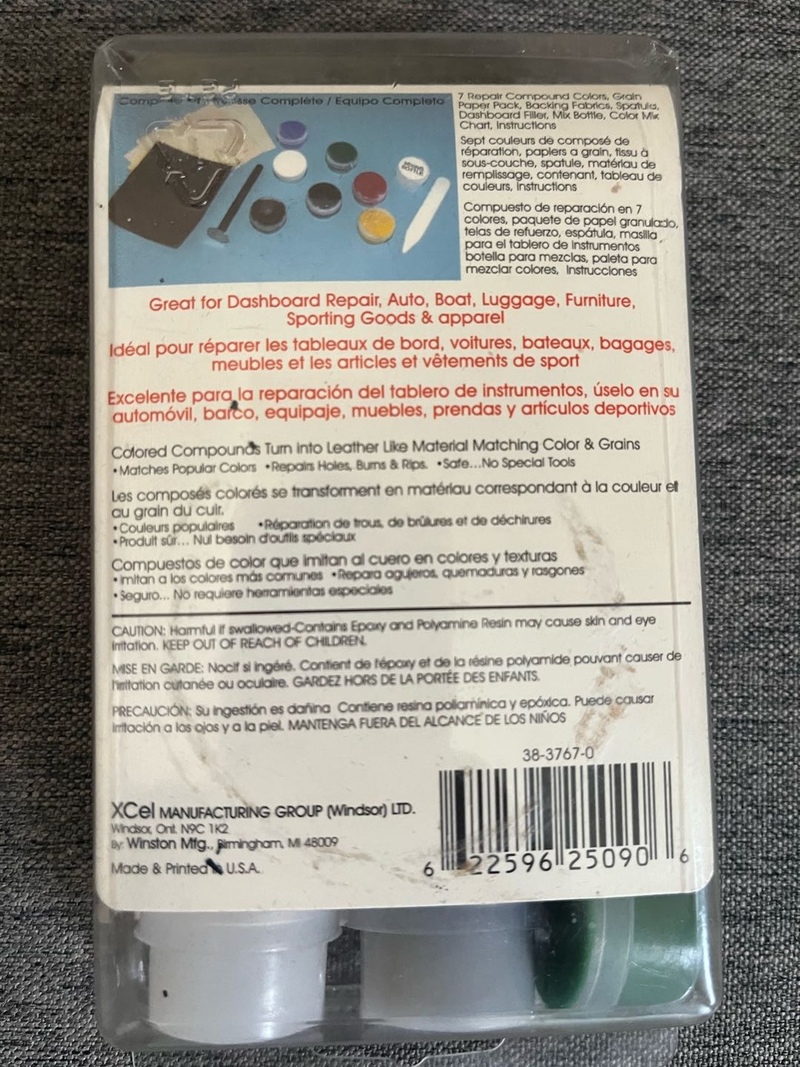 PETE
Complète / Equipo Completo
7 Repair Compound Colors, Grain
Paper Pack, Backing Fabrics, Spatula,
Dashboard Filler, Mix Bottle, Color Mix
Chart, Instructions
Sept couleurs de composé de
réparation, papiers a grain, tissu à
sous-couche, spatule, matériau de
remplissage, contenant, tableau de
couleurs, Instructions
Compuesto de reparación en 7
colores, paquete de papel granulado,
telas de refuerzo, espátula, masilla
para el tablero de instrumentos
botella para mezclas, paleta para
mezclar colores, Instrucciones
Great for Dashboard Repair, Auto, Boat, Luggage, Furniture,
Sporting Goods & apparel
Idéal pour réparer les tableaux de bord, voitures, bateaux, bagages,
meubles et les articles et vêtements de sport
Excelente para la reparación del tablero de instrumentos, úselo en su
automóvil, barco, equipaje, muebles, prendas y artículos deportivos
Colored Compounds Turn into Leather Like Material Matching Color & Grains
•Matches Popular Colors •Repairs Holes, Burns & Rips. •Safe...No Special Tools
Les composés colorés se transforment en matériau correspondant à la couleur et
au grain du cuir.
•Couleurs populaires •Réparation de trous, de brûlures et de déchirures
•Produit sûr... Nul besoin d'outils spéciaux
Compuestos de color que imitan al cuero en colores y texturas
•Imitan a los colores más comunes •Repara agujeros, quemaduras y rasgones
•Seguro... No requiere herramientas especiales
CAUTION: Harmful if swallowed-Contains Epoxy and Polyamine Resin may cause skin and eye
irritation. KEEP OUT OF REACH OF CHILDREN.
MISE EN GARDE: Nocif si ingéré. Contient de l'époxy et de la résine polyamide pouvant causer de
l'irritation cutanée ou oculaire. GARDEZ HORS DE LA PORTÉE DES ENFANTS.
PRECAUCIÓN: Su ingestión es dañina Contiene resina poliamínica y epóxica. Puede causar
irritación a los ojos y a la piel. MANTENGA FUERA DEL ALCANCE DE LOS NIÑOS
38-3767-0
XCel MANUFACTURING GROUP (Windsor) LTD.
Windsor, Ont. N9C 1K2
By: Winston Mfg., Birmingham, MI 48009
Made & Printed U.S.A.
6 22596 25090 6